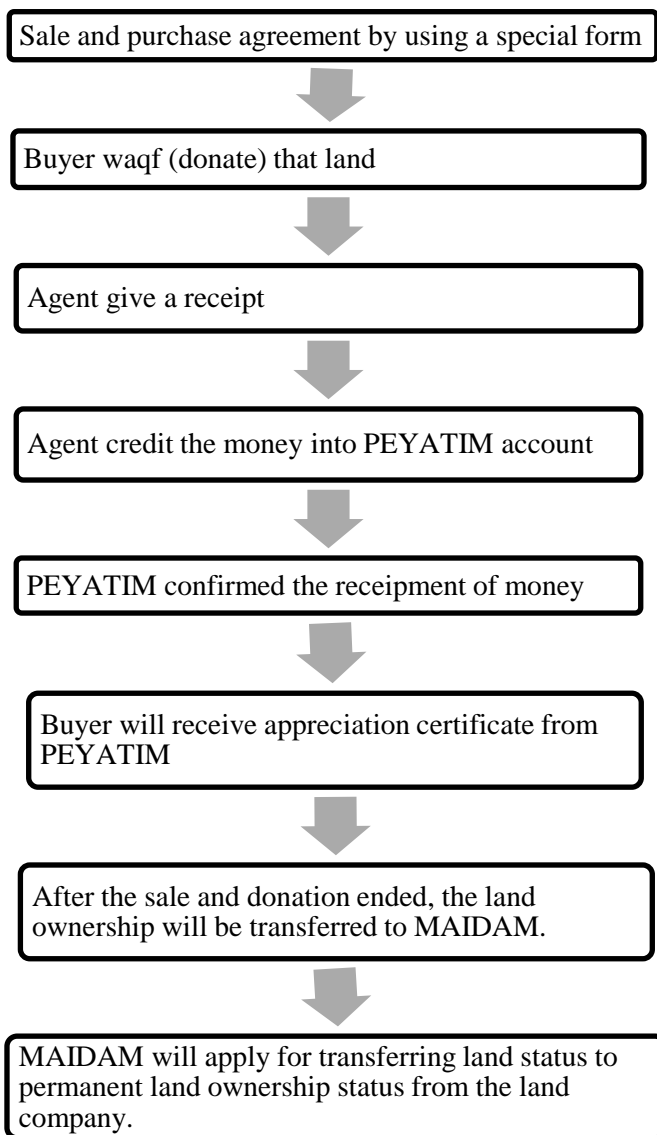 Sale and purchase agreement by using a special form
Buyer waqf (donate) that land
Agent give a receipt
Agent credit the money into PEYATIM account
PEYATIM confirmed the receipment of money
Buyer will receive appreciation certificate from
PEYATIM
After the sale and donation ended, the land
ownership will be transferred to MAIDAM.
MAIDAM will apply for transferring land status to
permanent land ownership status from the land
company.